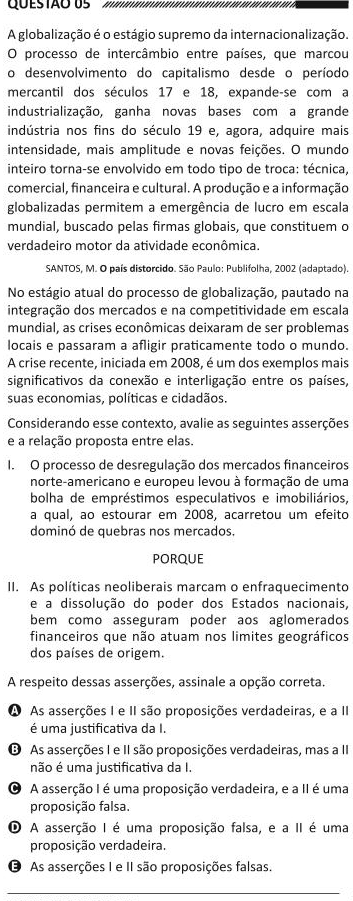 QUESTÃO 05
A globalização é o estágio supremo da internacionalização.
O processo de intercâmbio entre países, que marcou
o desenvolvimento do capitalismo desde o período
mercantil dos séculos 17 e 18, expande-se com a
industrialização, ganha novas bases com a grande
indústria nos fins do século 19 e, agora, adquire mais
intensidade, mais amplitude e novas feições. O mundo
inteiro torna-se envolvido em todo tipo de troca: técnica,
comercial, financeira e cultural. A produção e a informação
globalizadas permitem a emergência de lucro em escala
mundial, buscado pelas firmas globais, que constituem o
verdadeiro motor da atividade econômica.
SANTOS, M. O país distorcido. São Paulo: Publifolha, 2002 (adaptado).
No estágio atual do processo de globalização, pautado na
integração dos mercados e na competitividade em escala
mundial, as crises econômicas deixaram de ser problemas
locais e passaram a afligir praticamente todo o mundo.
A crise recente, iniciada em 2008, é um dos exemplos mais
significativos da conexão e interligação entre os países,
suas economias, políticas e cidadãos.
Considerando esse contexto, avalie as seguintes asserções
e a relação proposta entre elas.
I. O processo de desregulação dos mercados financeiros
norte-americano e europeu levou à formação de uma
bolha de empréstimos especulativos e imobiliários,
a qual, ao estourar em 2008, acarretou um efeito
dominó de quebras nos mercados.
PORQUE
II. As políticas neoliberais marcam o enfraquecimento
e a dissolução do poder dos Estados nacionais,
bem como asseguram poder aos aglomerados
financeiros que não atuam nos limites geográficos
dos países de origem.
A respeito dessas asserções, assinale a opção correta.
A As asserções I e II são proposições verdadeiras, e a II
é uma justificativa da I.
B As asserções I e II são proposições verdadeiras, mas a II
não é uma justificativa da I.
C A asserção I é uma proposição verdadeira, e a II é uma
proposição falsa.
D A asserção I é uma proposição falsa, e a II é uma
proposição verdadeira.
E As asserções I e II são proposições falsas.